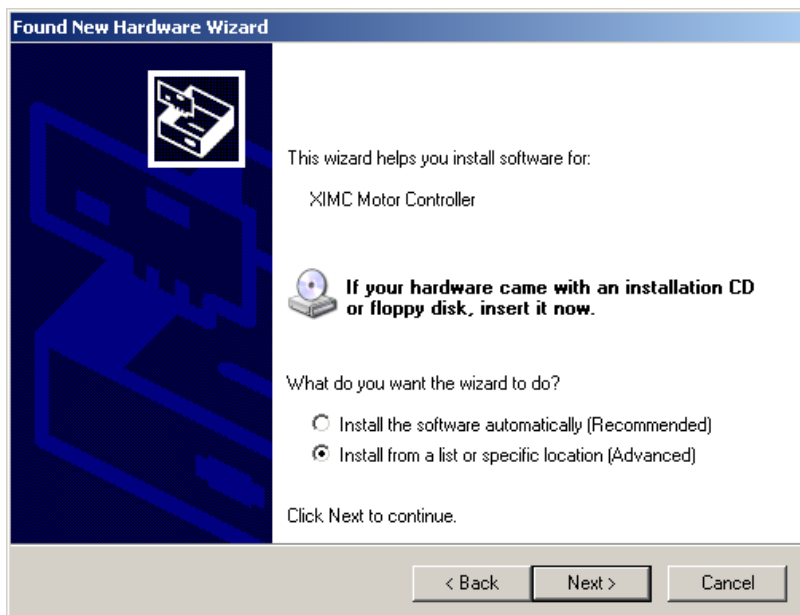 Found New Hardware Wizard
This wizard helps you install software for:
XIMC Motor Controller
If your hardware came with an installation CD
or floppy disk, insert it now.
What do you want the wizard to do?
Install the software automatically (Recommended)
Install from a list or specific location (Advanced)
Click Next to continue.
< Back
Next >
Cancel